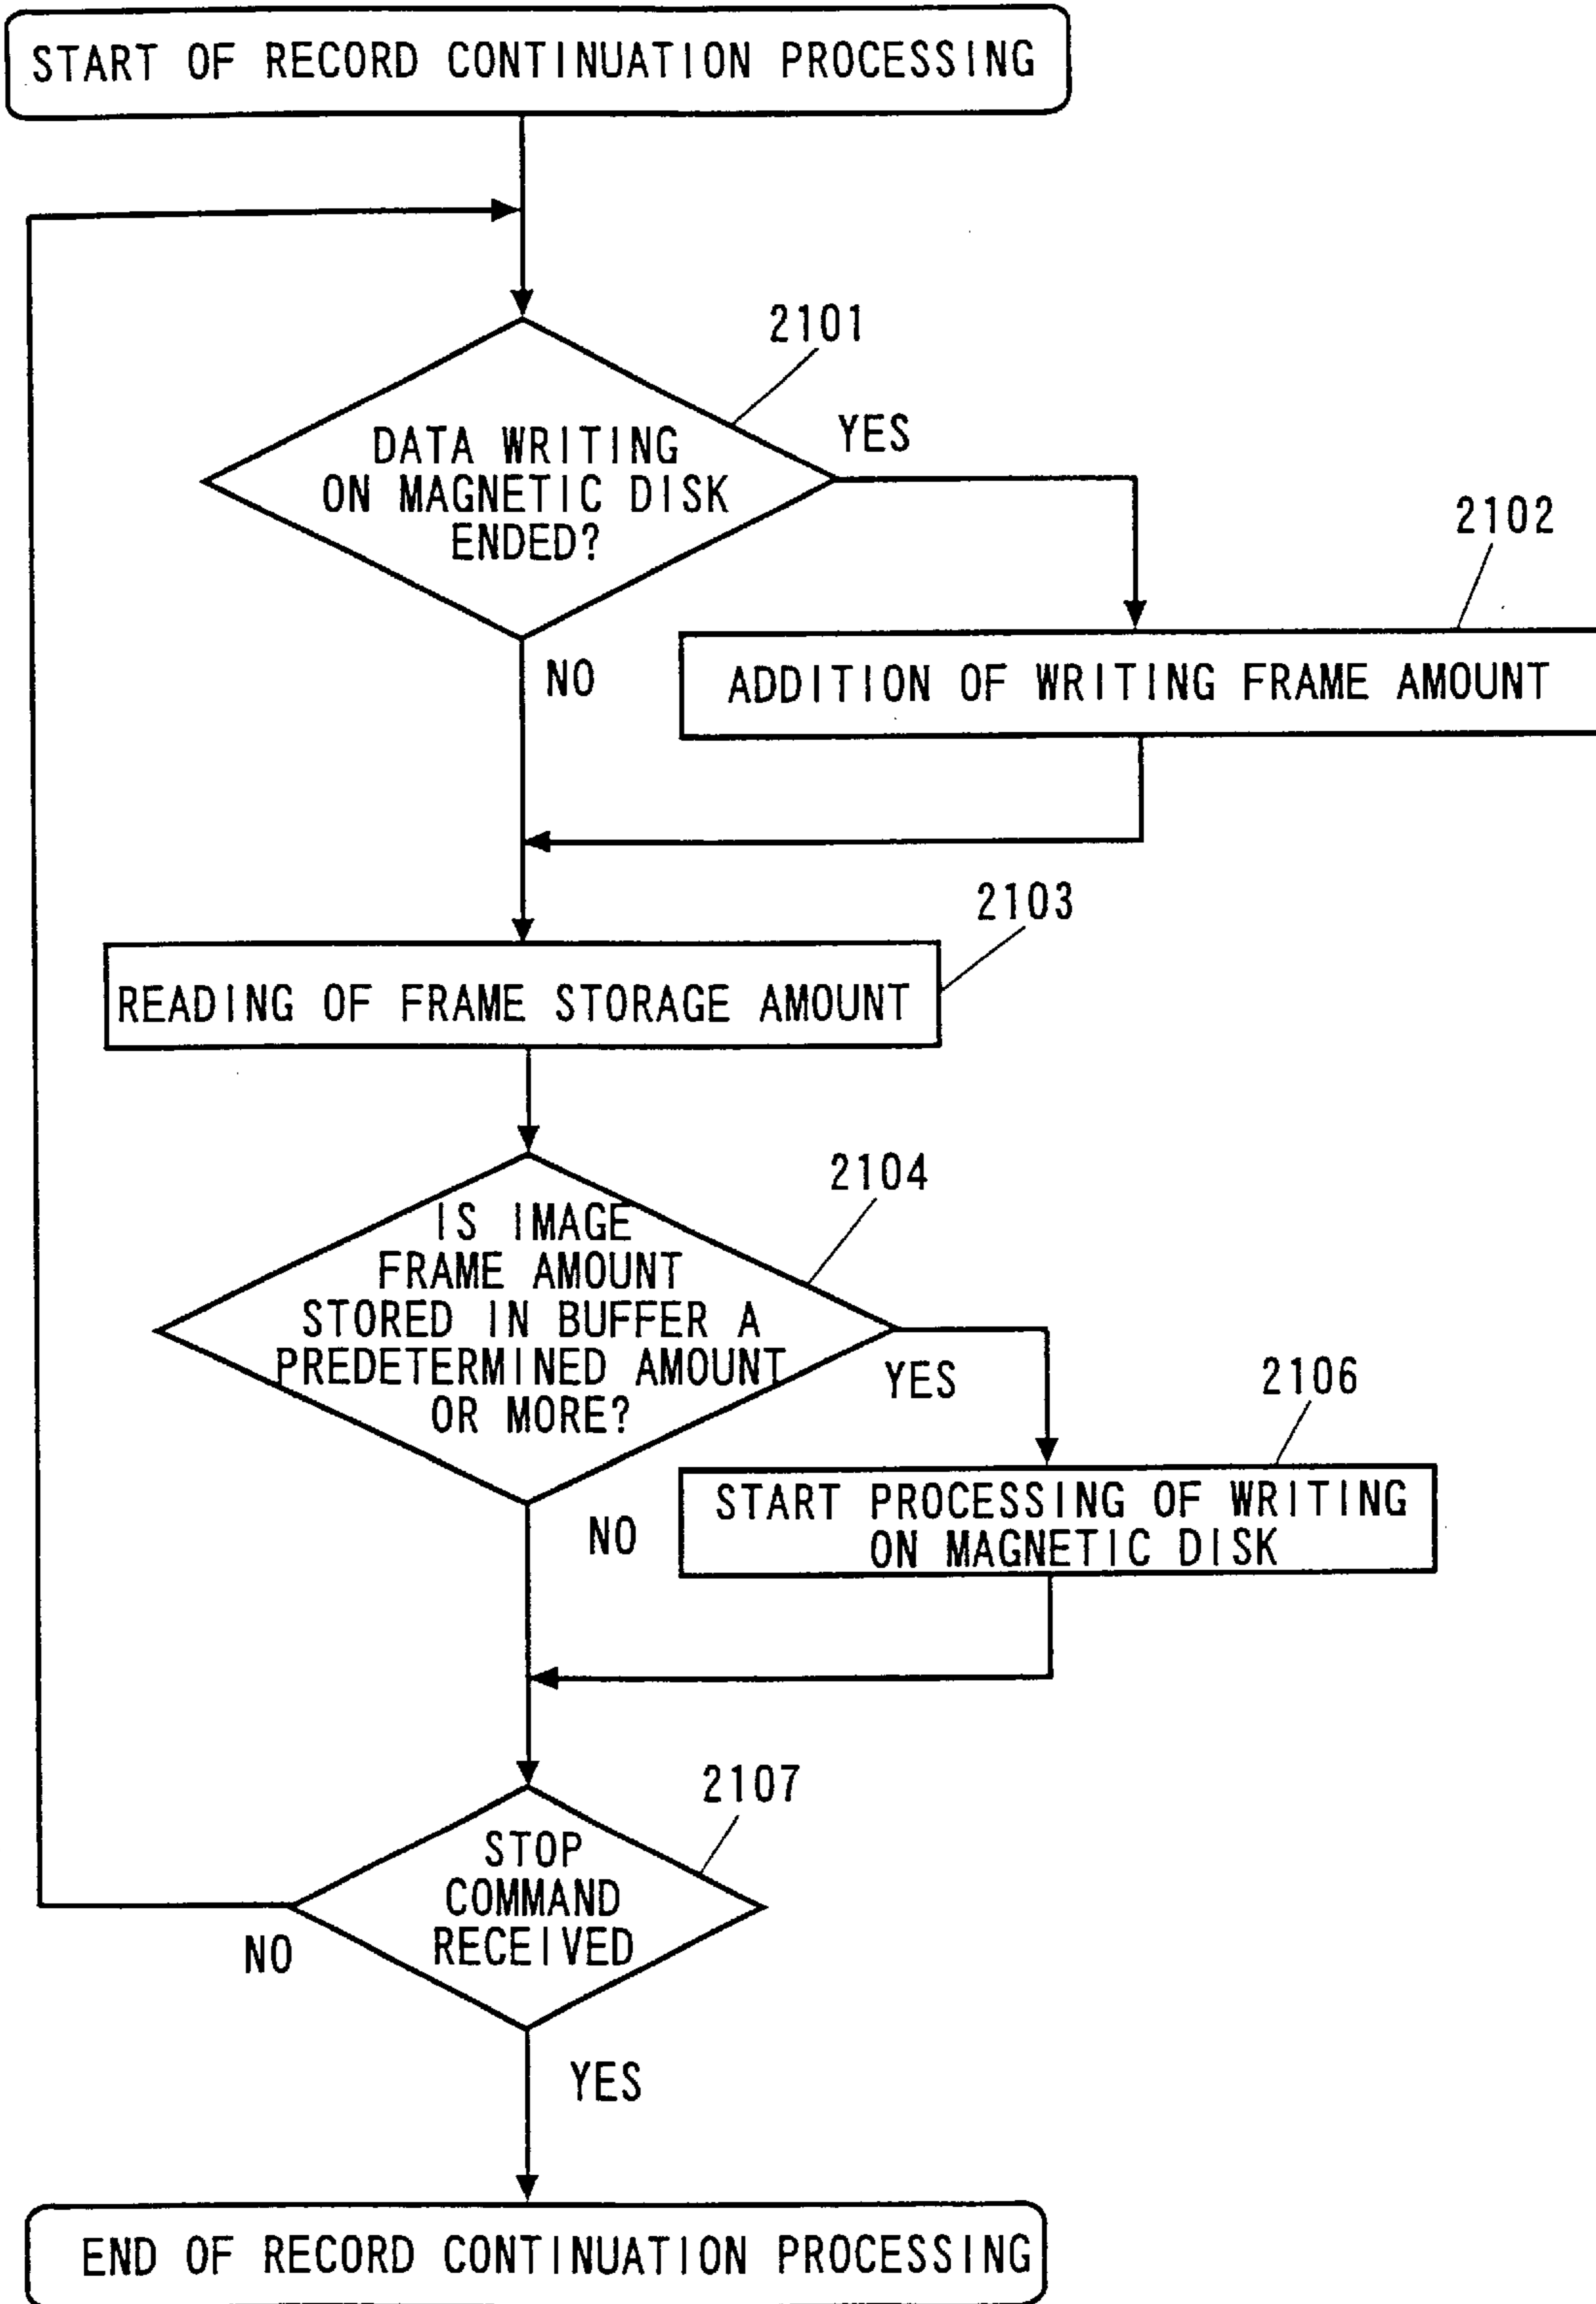 START OF RECORD CONTINUATION PROCESSING
2101
DATA WRITING
ON MAGNETIC DISK
ENDED?
YES
NO
2102
ADDITION OF WRITING FRAME AMOUNT
2103
READING OF FRAME STORAGE AMOUNT
2104
IS IMAGE
FRAME AMOUNT
STORED IN BUFFER A
PREDETERMINED AMOUNT
OR MORE?
YES
NO
2106
START PROCESSING OF WRITING
ON MAGNETIC DISK
2107
STOP
COMMAND
RECEIVED
NO
YES
END OF RECORD CONTINUATION PROCESSING